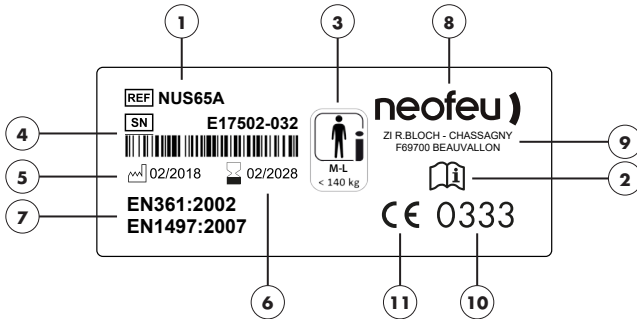 1
3
8
REF NUS65A
neofeu
4
SN E17502-032
ZI R.BLOCH - CHASSAGNY
F69700 BEAUVALLON
9
M-L
< 140 kg
5
02/2018 02/2028
i
2
7
EN361:2002
EN1497:2007
CE 0333
6
11
10